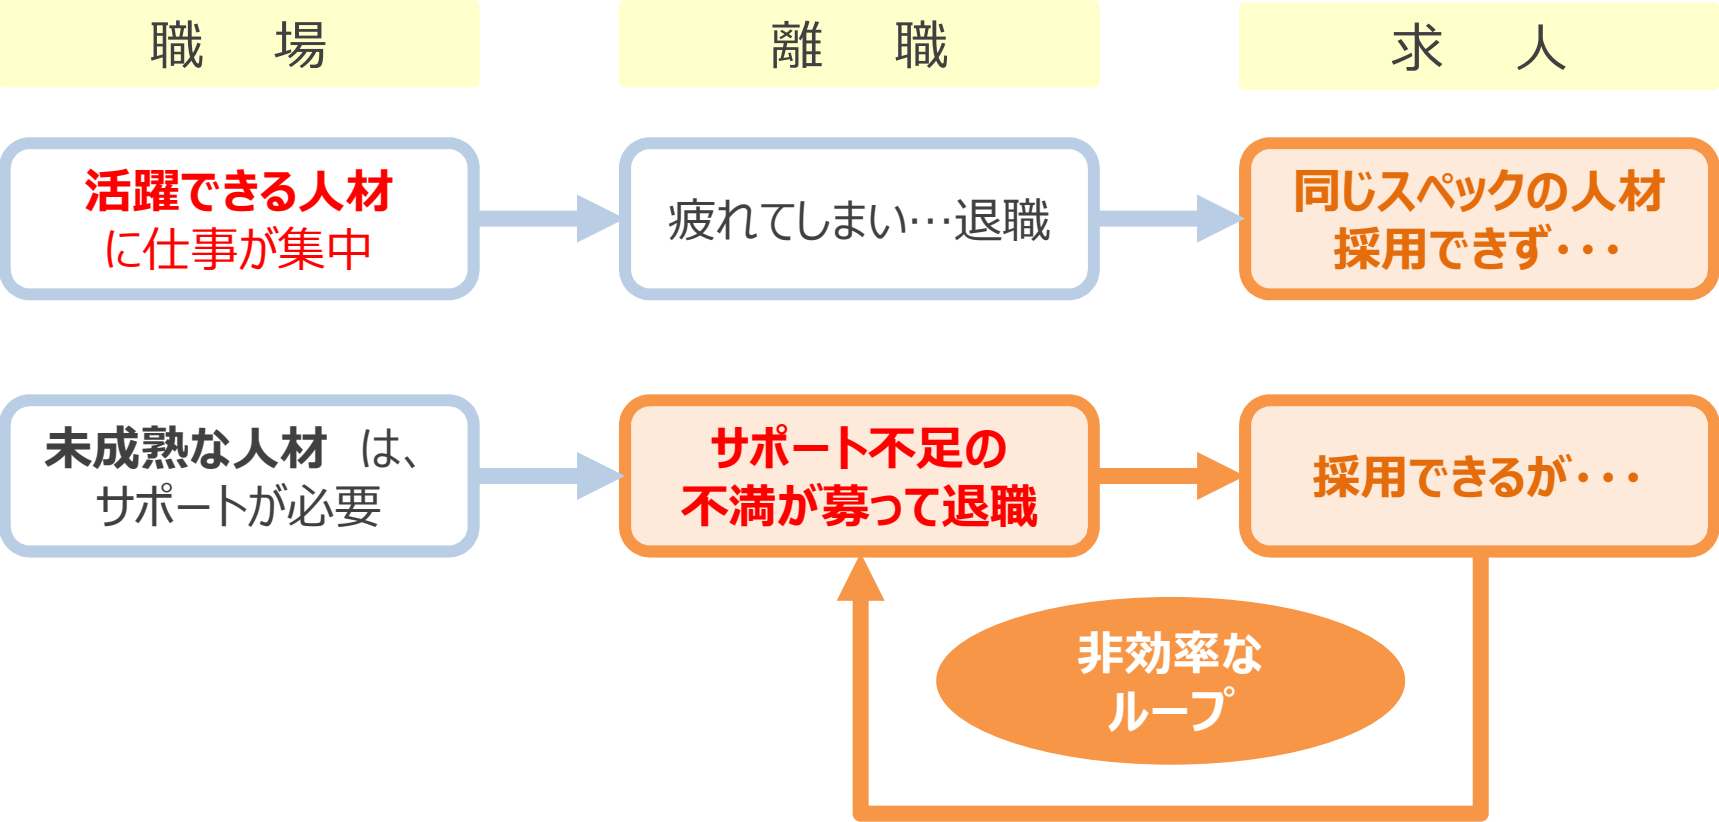 職　場
離　職
求　人
活躍できる人材
に仕事が集中
疲れてしまい…退職
同じスペックの人材
採用できず・・・
未成熟な人材　は、
サポートが必要
サポート不足の
不満が募って退職
採用できるが・・・
非効率な
ループ